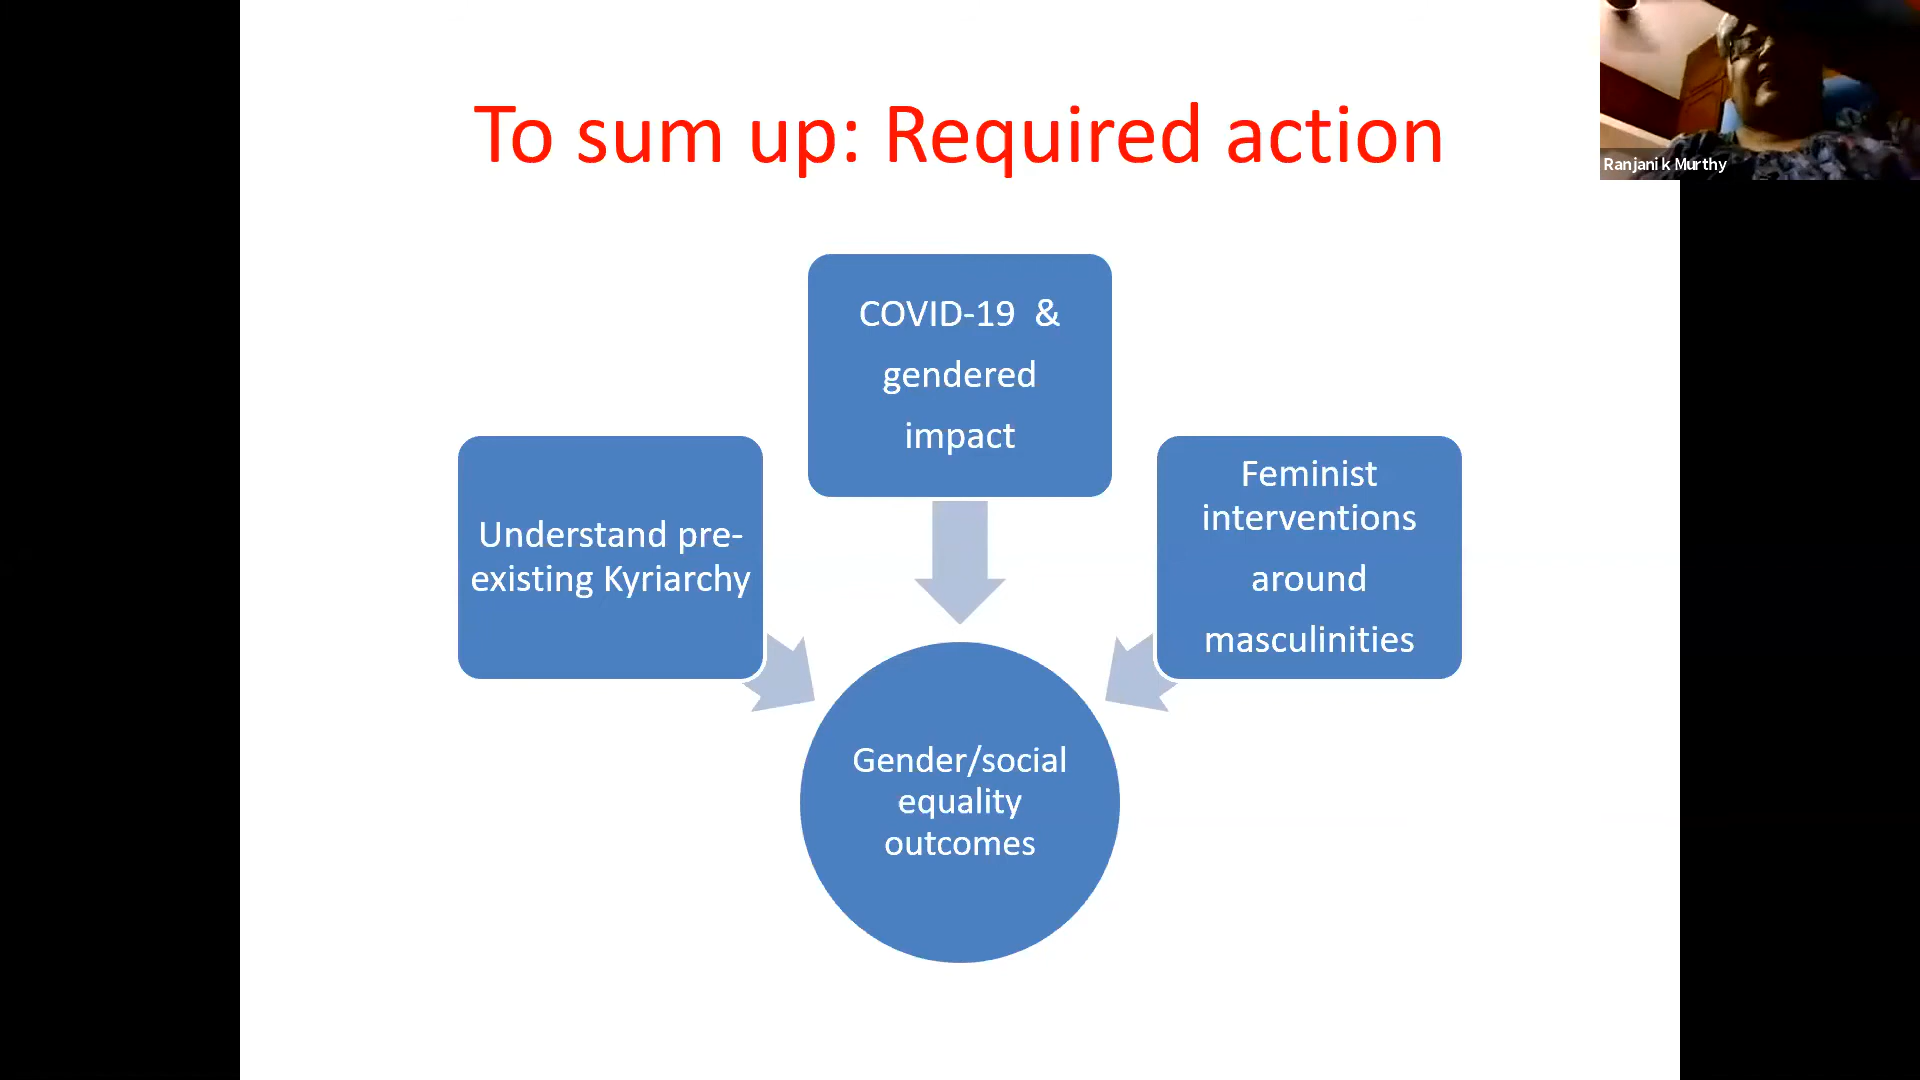 To sum up: Required action
Ranjani k Murthy
COVID-19 &
gendered
impact
Understand pre-
existing Kyriarchy
Feminist
interventions
around
masculinities
Gender/social
equality
outcomes